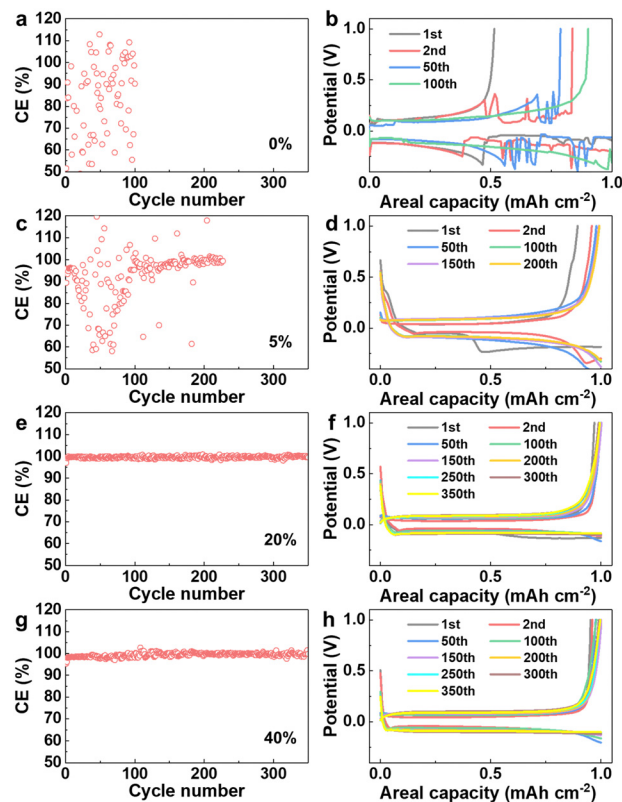 a
CE (%)
120
110
100
90
80
70
60
50
0
100
200
300
Cycle number
0%
b
Potential (V)
1.0
0.5
0.0
0.0
0.5
1.0
Areal capacity (mAh cm-2)
1st
2nd
50th
100th
c
CE (%)
120
110
100
90
80
70
60
50
0
100
200
300
Cycle number
5%
d
Potential (V)
1.0
0.5
0.0
0.0
0.5
1.0
Areal capacity (mAh cm-2)
1st 2nd
50th 100th
150th 200th
e
CE (%)
120
110
100
90
80
70
60
50
0
100
200
300
Cycle number
20%
f
Potential (V)
1.0
0.5
0.0
0.0
0.5
1.0
Areal capacity (mAh cm-2)
1st 2nd
50th 100th
150th 200th
250th 300th
350th
g
CE (%)
120
110
100
90
80
70
60
50
0
100
200
300
Cycle number
40%
h
Potential (V)
1.0
0.5
0.0
0.0
0.5
1.0
Areal capacity (mAh cm-2)
1st 2nd
50th 100th
150th 200th
250th 300th
350th